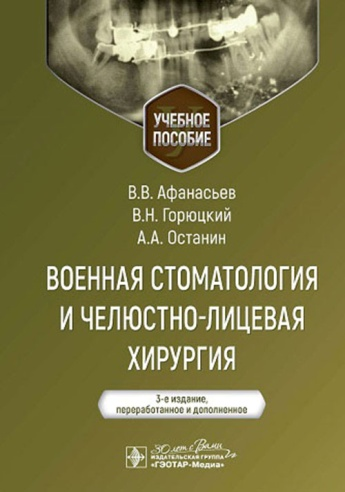 УЧЕБНОЕ
ПОСОБИЕ
В.В. Афанасьев
В.Н. Горюцкий
А.А. Останин
ВОЕННАЯ СТОМАТОЛОГИЯ
И ЧЕЛЮСТНО-ЛИЦЕВАЯ
ХИРУРГИЯ
3-е издание,
переработанное и дополненное
30 лет с Вами
ИЗДАТЕЛЬСКАЯ ГРУППА
«ГЭОТАР-Медиа»